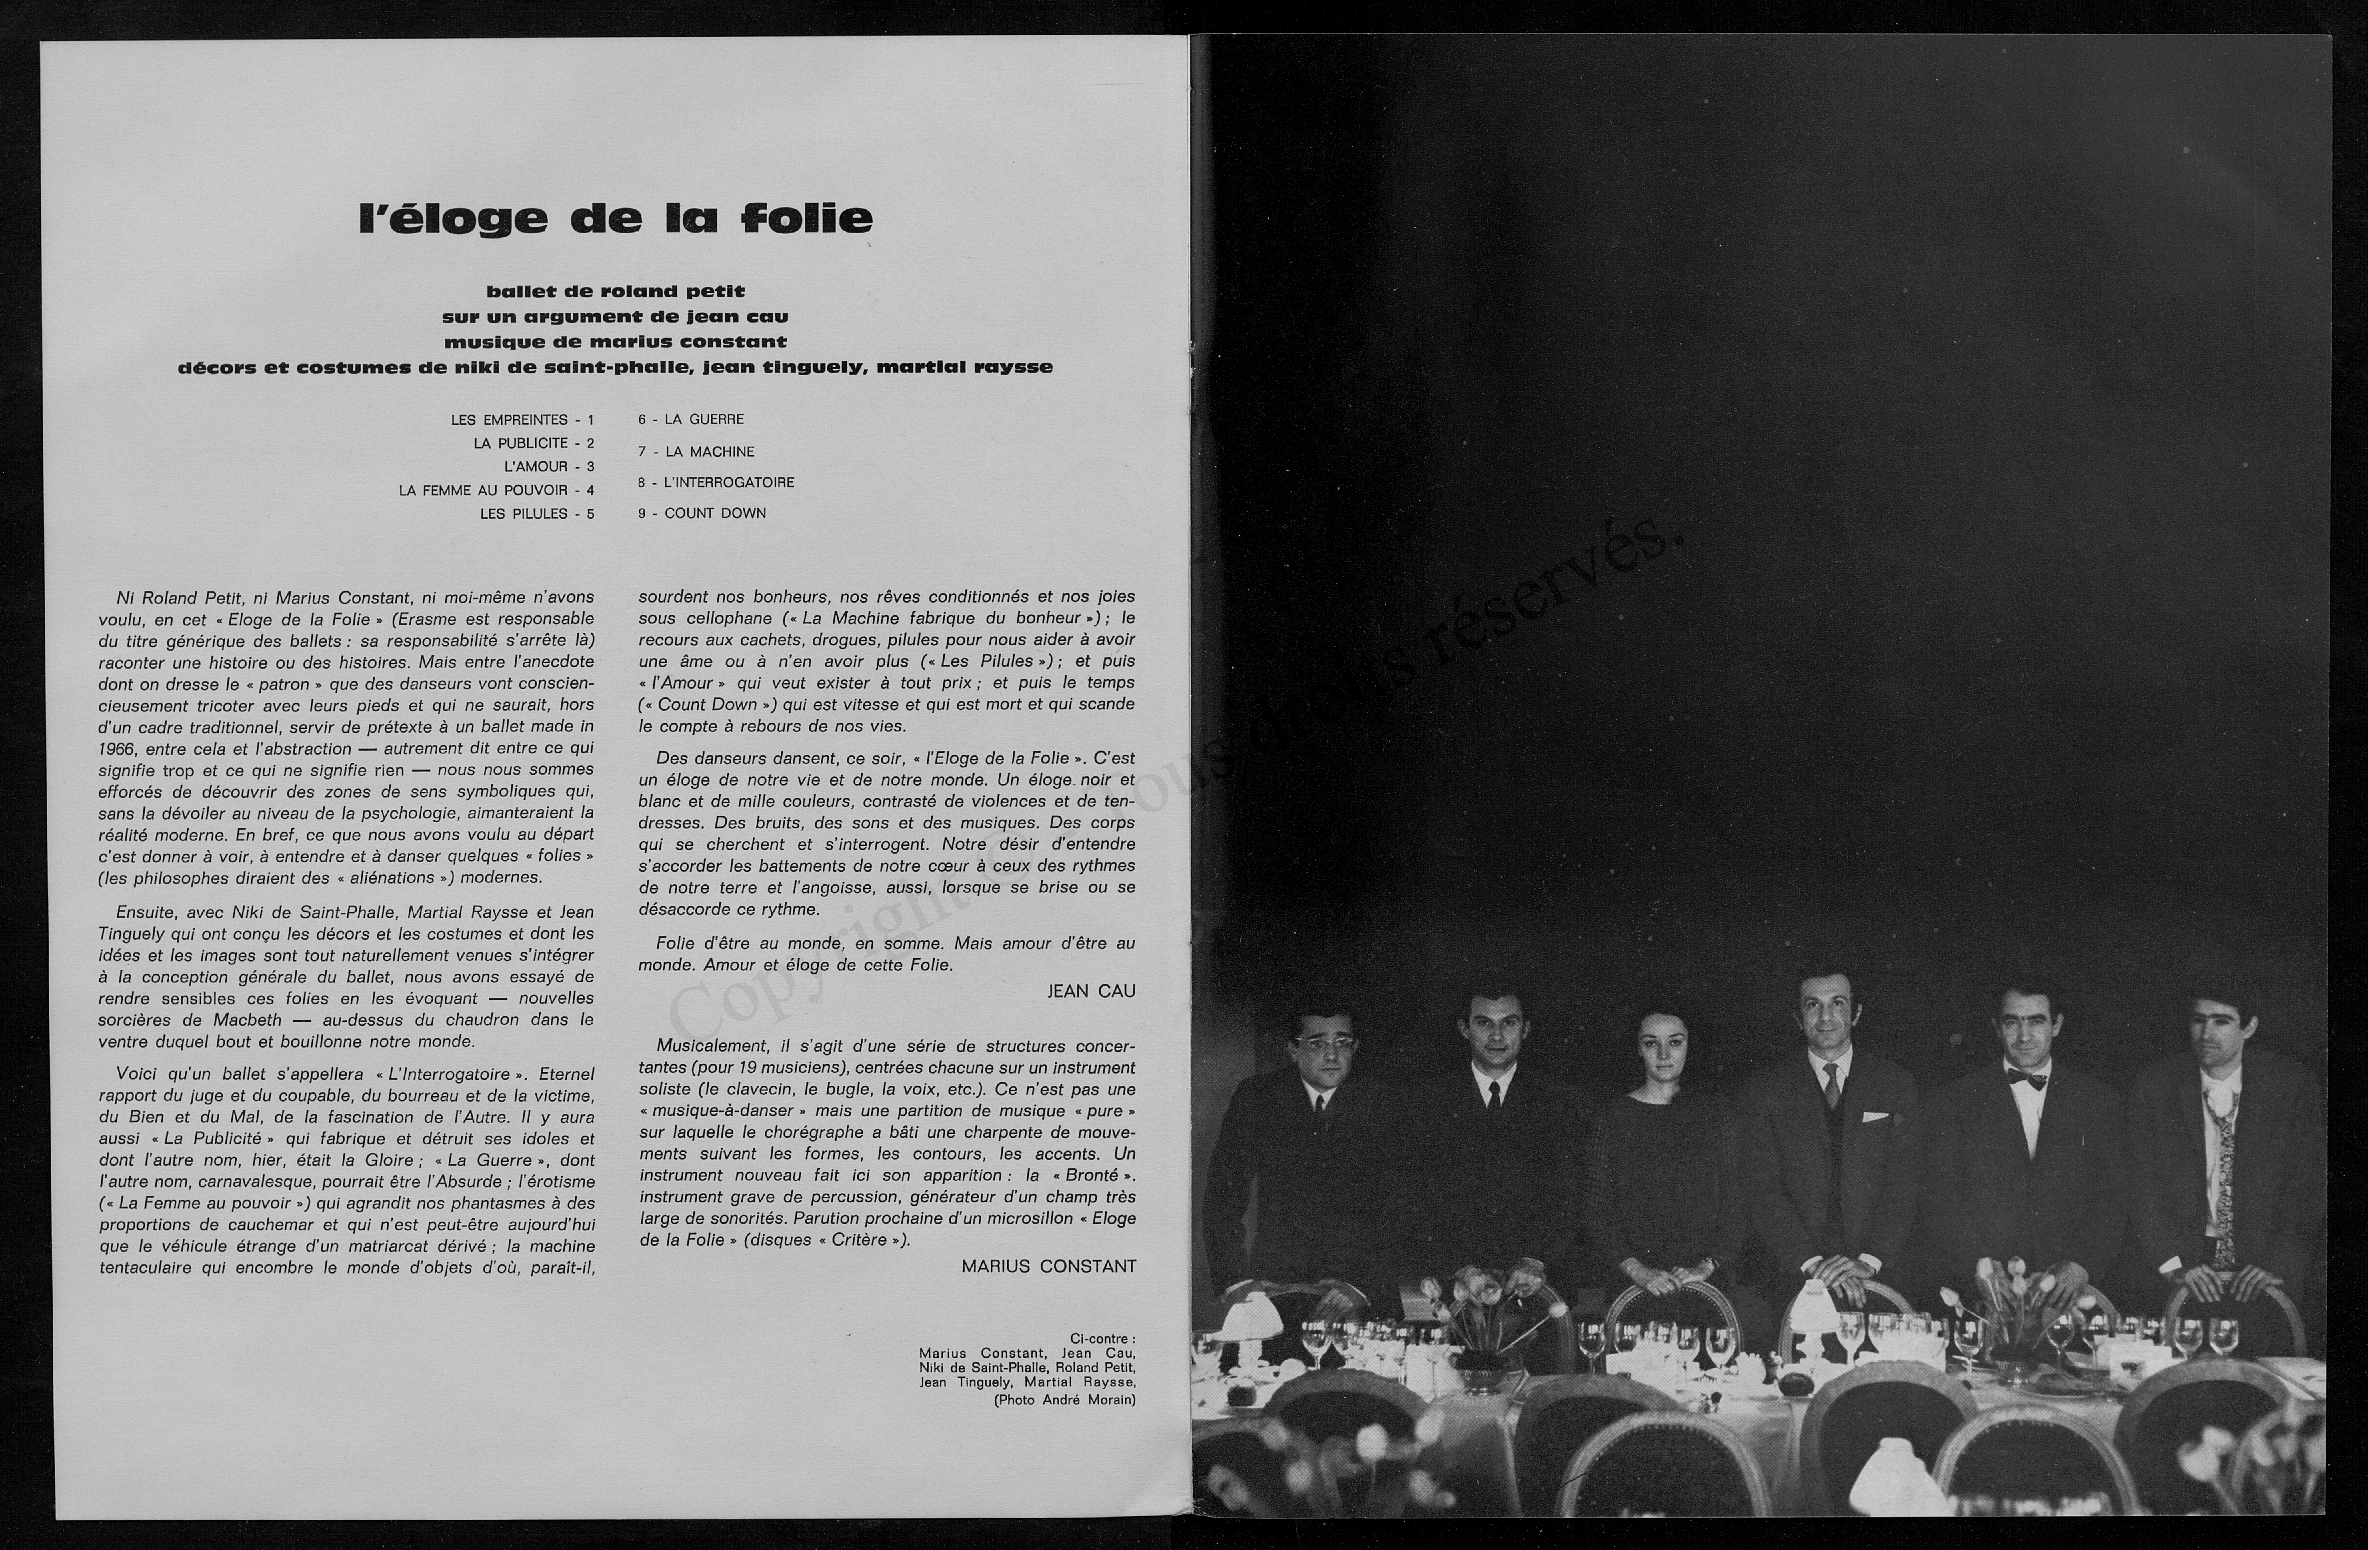 l'éloge de la folie
ballet de roland petit
sur un argument de jean cau
musique de marius constant
décors et costumes de niki de saint-phalle, jean tinguely, martial raysse
LES EMPREINTES - 1
LA PUBLICITE - 2
L'AMOUR - 3
LA FEMME AU POUVOIR - 4
LES PILULES - 5
6 - LA GUERRE
7 - LA MACHINE
8 - L'INTERROGATOIRE
9 - COUNT DOWN
Ni Roland Petit, ni Marius Constant, ni moi-même n'avons
voulu, en cet « Eloge de la Folie » (Erasme est responsable
du titre générique des ballets : sa responsabilité s'arrête là)
raconter une histoire ou des histoires. Mais entre l'anecdote
dont on dresse le « patron » que des danseurs vont conscien-
cieusement tricoter avec leurs pieds et qui ne saurait, hors
d'un cadre traditionnel, servir de prétexte à un ballet made in
1966, entre cela et l'abstraction — autrement dit entre ce qui
signifie trop et ce qui ne signifie rien — nous nous sommes
efforcés de découvrir des zones de sens symboliques qui,
sans la dévoiler au niveau de la psychologie, aimanteraient la
réalité moderne. En bref, ce que nous avons voulu au départ
c'est donner à voir, à entendre et à danser quelques « folies »
(les philosophes diraient des « aliénations ») modernes.
Ensuite, avec Niki de Saint-Phalle, Martial Raysse et Jean
Tinguely qui ont conçu les décors et les costumes et dont les
idées et les images sont tout naturellement venues s'intégrer
à la conception générale du ballet, nous avons essayé de
rendre sensibles ces folies en les évoquant — nouvelles
sorcières de Macbeth — au-dessus du chaudron dans le
ventre duquel bout et bouillonne notre monde.
Voici qu'un ballet s'appellera « L'Interrogatoire ». Eternel
rapport du juge et du coupable, du bourreau et de la victime,
du Bien et du Mal, de la fascination de l'Autre. Il y aura
aussi « La Publicité » qui fabrique et détruit ses idoles et
dont l'autre nom, hier, était la Gloire ; « La Guerre », dont
l'autre nom, carnavalesque, pourrait être l'Absurde ; l'érotisme
(« La Femme au pouvoir ») qui agrandit nos phantasmes à des
proportions de cauchemar et qui n'est peut-être aujourd'hui
que le véhicule étrange d'un matriarcat dérivé ; la machine
tentaculaire qui encombre le monde d'objets d'où, paraît-il,
sourdent nos bonheurs, nos rêves conditionnés et nos joies
sous cellophane (« La Machine fabrique du bonheur ») ; le
recours aux cachets, drogues, pilules pour nous aider à avoir
une âme ou à n'en avoir plus (« Les Pilules ») ; et puis
« l'Amour » qui veut exister à tout prix ; et puis le temps
(« Count Down ») qui est vitesse et qui est mort et qui scande
le compte à rebours de nos vies.
Des danseurs dansent, ce soir, « l'Eloge de la Folie ». C'est
un éloge de notre vie et de notre monde. Un éloge noir et
blanc et de mille couleurs, contrasté de violences et de ten-
dresses. Des bruits, des sons et des musiques. Des corps
qui se cherchent et s'interrogent. Notre désir d'entendre
s'accorder les battements de notre cœur à ceux des rythmes
de notre terre et l'angoisse, aussi, lorsque se brise ou se
désaccorde ce rythme.
Folie d'être au monde, en somme. Mais amour d'être au
monde. Amour et éloge de cette Folie.
JEAN CAU
Musicalement, il s'agit d'une série de structures concer-
tantes (pour 19 musiciens), centrées chacune sur un instrument
soliste (le clavecin, le bugle, la voix, etc.). Ce n'est pas une
« musique-à-danser » mais une partition de musique « pure »
sur laquelle le chorégraphe a bâti une charpente de mouve-
ments suivant les formes, les contours, les accents. Un
instrument nouveau fait ici son apparition : la « Bronté ».
instrument grave de percussion, générateur d'un champ très
large de sonorités. Parution prochaine d'un microsillon « Eloge
de la Folie » (disques « Critère »).
MARIUS CONSTANT
Ci-contre :
Marius Constant, Jean Cau,
Niki de Saint-Phalle, Roland Petit,
Jean Tinguely, Martial Raysse,
(Photo André Morain)
Copyright © - Tous droits réservés.